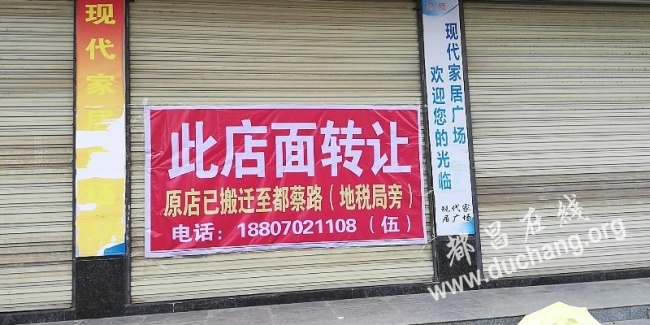 现代家居广
此店面转让
原店已搬迁至都蔡路（地税局旁）
电话：18807021108（伍）
现代家居广场
欢迎您的光临
现代家
居广场
都昌在线
www.duchang.org